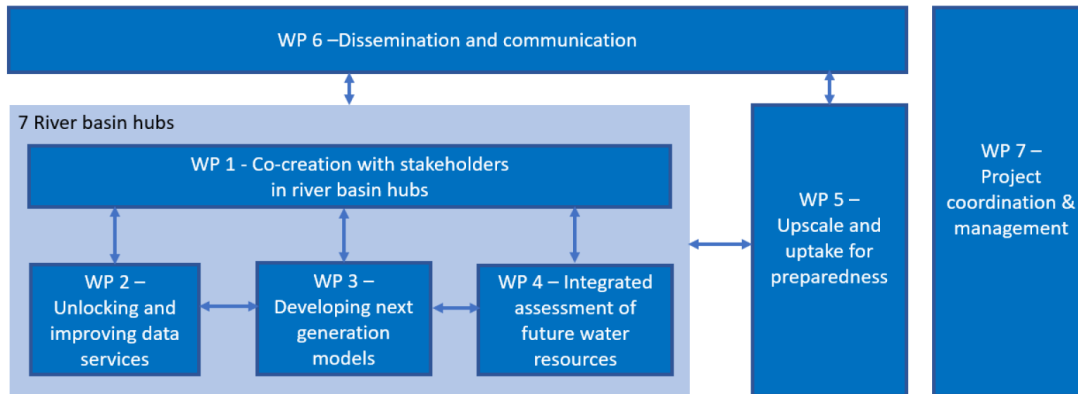 WP 6 –Dissemination and communication
7 River basin hubs
WP 1 - Co-creation with stakeholders
in river basin hubs
WP 2 –
Unlocking and
improving data
services
WP 3 –
Developing next
generation
models
WP 4 – Integrated
assessment of
future water
resources
WP 5 –
Upscale and
uptake for
preparedness
WP 7 –
Project
coordination &
management